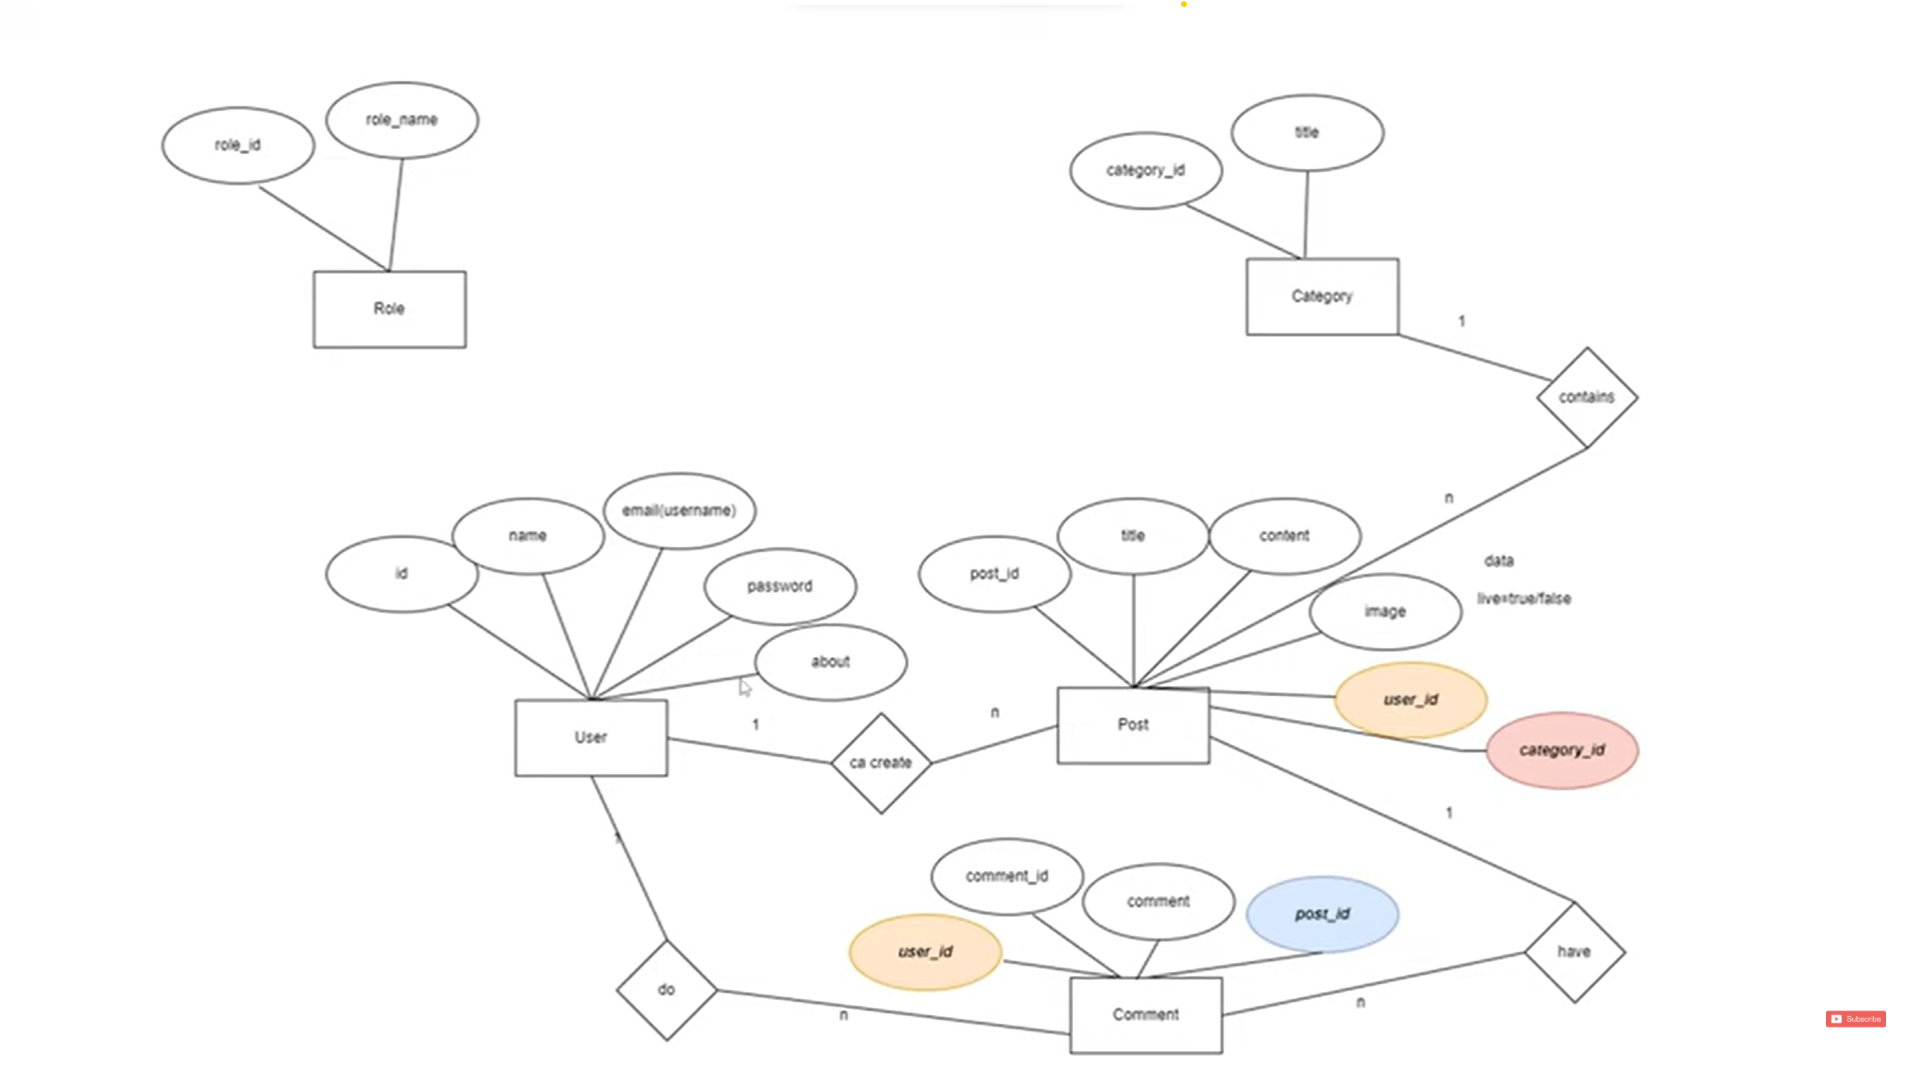 role_name
role_id
title
category_id
Role
Category
1
contains
n
email(username)
name
id
title
content
post_id
data
password
live=true/false
image
about
user_id
1
n
Post
User
ca create
category_id
1
1
comment_id
comment
post_id
user_id
have
do
n
n
Comment
Subscribe